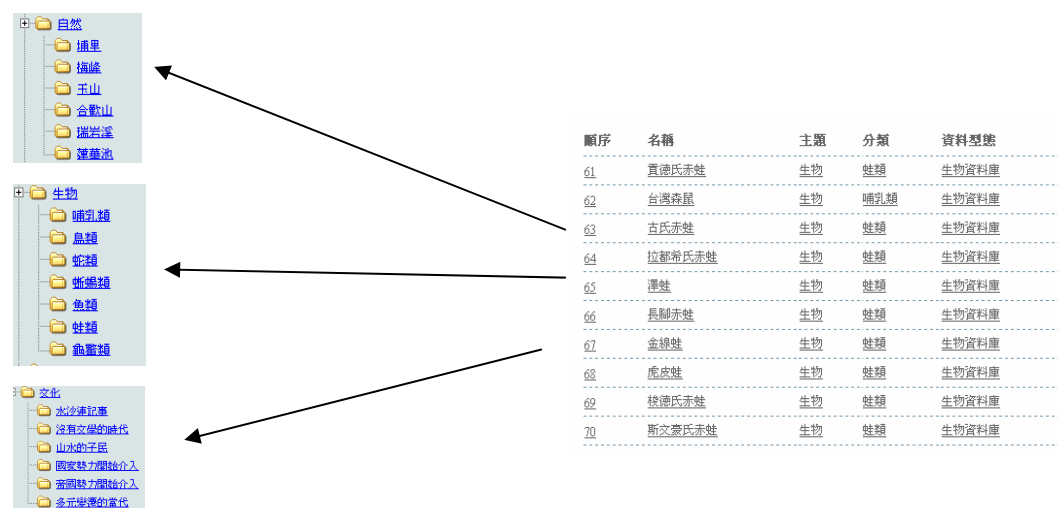 自然
埔里
梅峰
玉山
合歡山
瑞岩溪
蓮華池
生物
哺乳類
鳥類
蛇類
蜥蜴類
魚類
蛙類
龜鱉類
文化
水沙連記事
沒有文學的時代
山水的子民
國家勢力開始介入
帝國勢力開始介入
多元變遷的當代
順序 名稱 主題 分類 資料型態
61 貢德氏赤蛙 生物 蛙類 生物資料庫
62 台灣森鼠 生物 哺乳類 生物資料庫
63 古氏赤蛙 生物 蛙類 生物資料庫
64 拉都希氏赤蛙 生物 蛙類 生物資料庫
65 澤蛙 生物 蛙類 生物資料庫
66 長腳赤蛙 生物 蛙類 生物資料庫
67 金線蛙 生物 蛙類 生物資料庫
68 虎皮蛙 生物 蛙類 生物資料庫
69 梭德氏赤蛙 生物 蛙類 生物資料庫
70 斯文豪氏赤蛙 生物 蛙類 生物資料庫